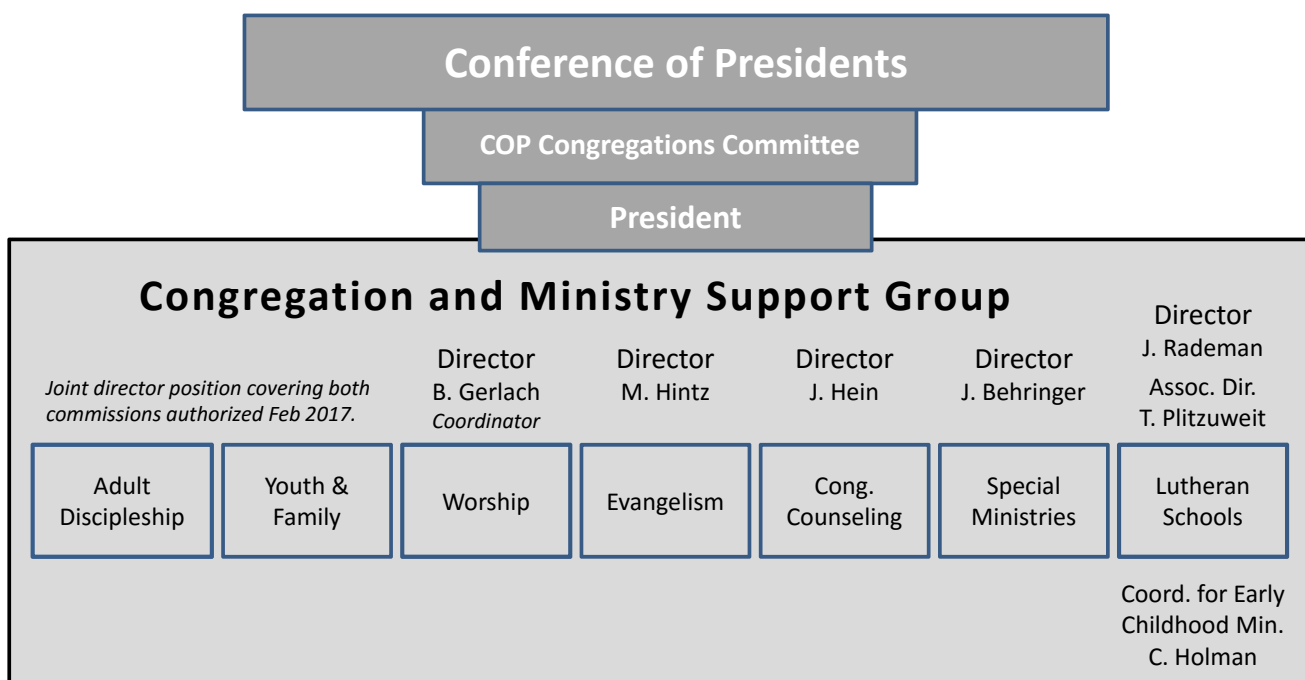 Conference of Presidents
COP Congregations Committee
President
Congregation and Ministry Support Group
Joint director position covering both
commissions authorized Feb 2017.
Director
B. Gerlach
Coordinator
Director
M. Hintz
Director
J. Hein
Director
J. Behringer
Director
J. Rademan
Assoc. Dir.
T. Plitzuweit
Adult
Discipleship
Youth &
Family
Worship
Evangelism
Cong.
Counseling
Special
Ministries
Lutheran
Schools
Coord. for Early
Childhood Min.
C. Holman